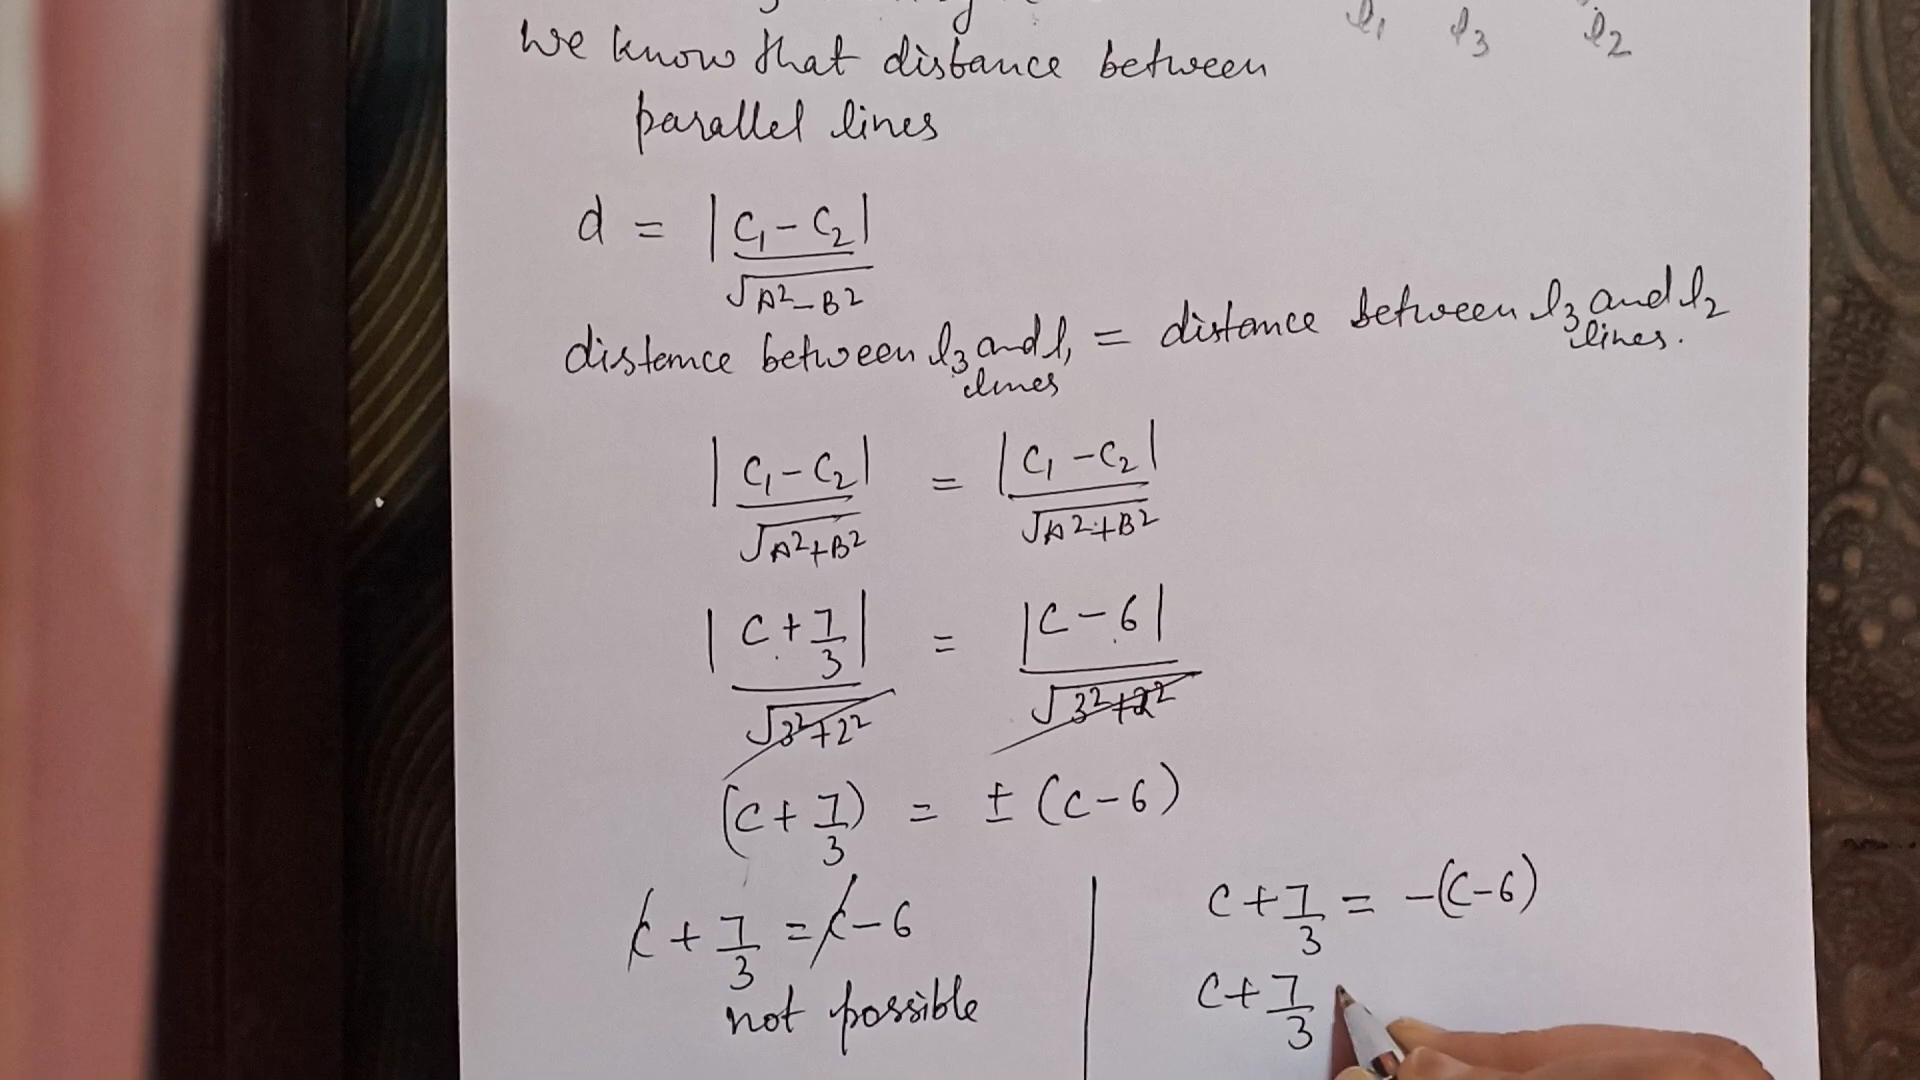 l₁ l₃ l₂
We know that distance between
parallel lines
d = |C₁ - C₂| / √A² - B²
distance between l₃ and l₁ lines = distance between l₃ and l₂ lines.
|C₁ - C₂| / √A² + B² = |C₁ - C₂| / √A² + B²
|C + 7/3| / √3² + 2² = |C - 6| / √3² + 2²
(C + 7/3) = ± (C - 6)
C + 7/3 = C - 6
not possible
C + 7/3 = -(C - 6)
C + 7/3